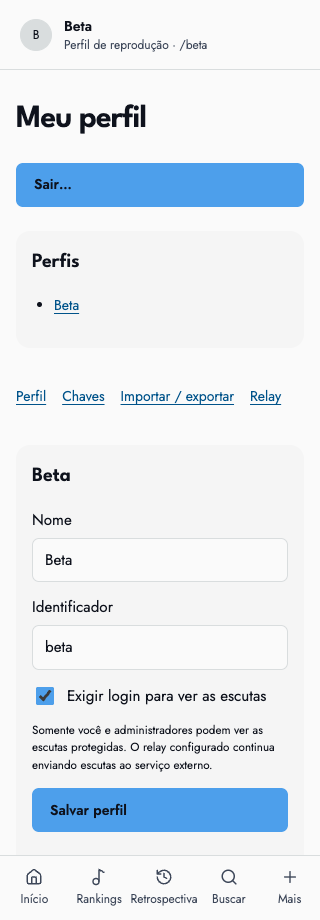 B
Beta
Perfil de reprodução · /beta
Meu perfil
Sair...
Perfis
Beta
Perfil Chaves Importar / exportar Relay
Beta
Nome
Beta
Identificador
beta
Exigir login para ver as escutas
Somente você e administradores podem ver as
escutas protegidas. O relay configurado continua
enviando escutas ao serviço externo.
Salvar perfil
Início Rankings Retrospectiva Buscar Mais